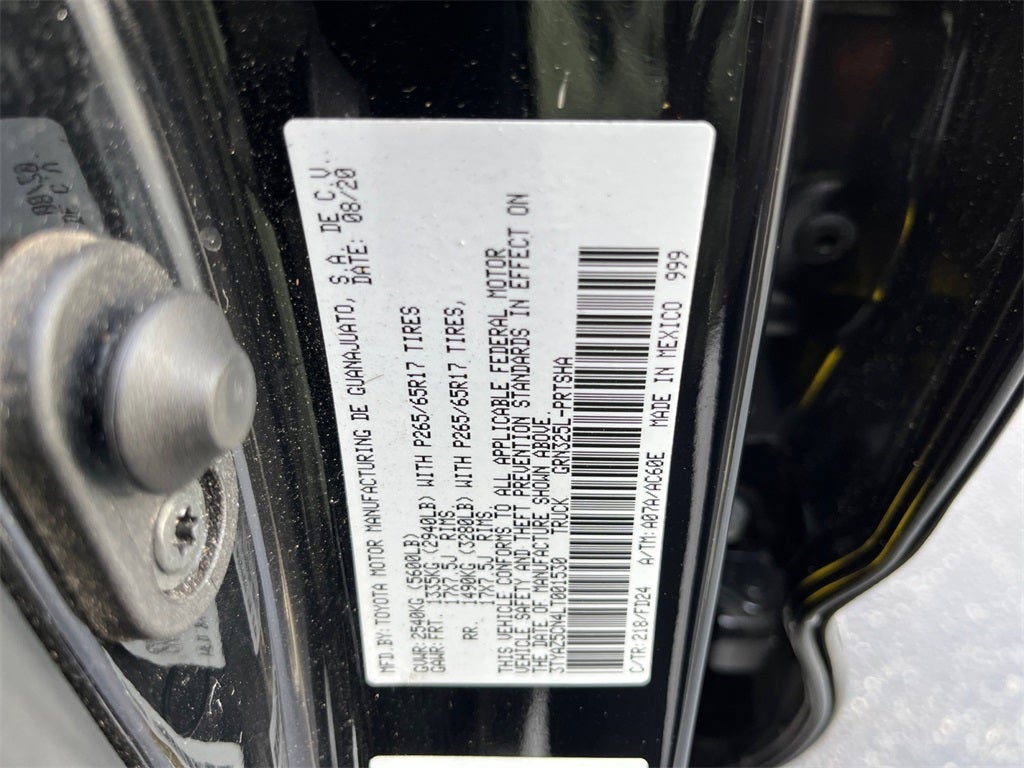 MFD.BY:TOYOTA MOTOR MANUFACTURING DE GUANAJUATO, S.A. DE C.V.
GVWR:2540KG (5600LB) DATE: 08/20
GAWR:FRT. 1335KG (2940LB) WITH P265/65R17 TIRES
17X7.5J RIMS.
RR. 1490KG (3280LB) WITH P265/65R17 TIRES,
17X7.5J RIMS.
THIS VEHICLE CONFORMS TO ALL APPLICABLE FEDERAL MOTOR
VEHICLE SAFETY AND THEFT PREVENTION STANDARDS IN EFFECT ON
THE DATE OF MANUFACTURE SHOWN ABOVE.
3TYAZ5CN4LT001530 TRUCK GRN325L-PRTSHA
C/TR:218/FD24 A/TM:A07A/AC60E MADE IN MEXICO 999